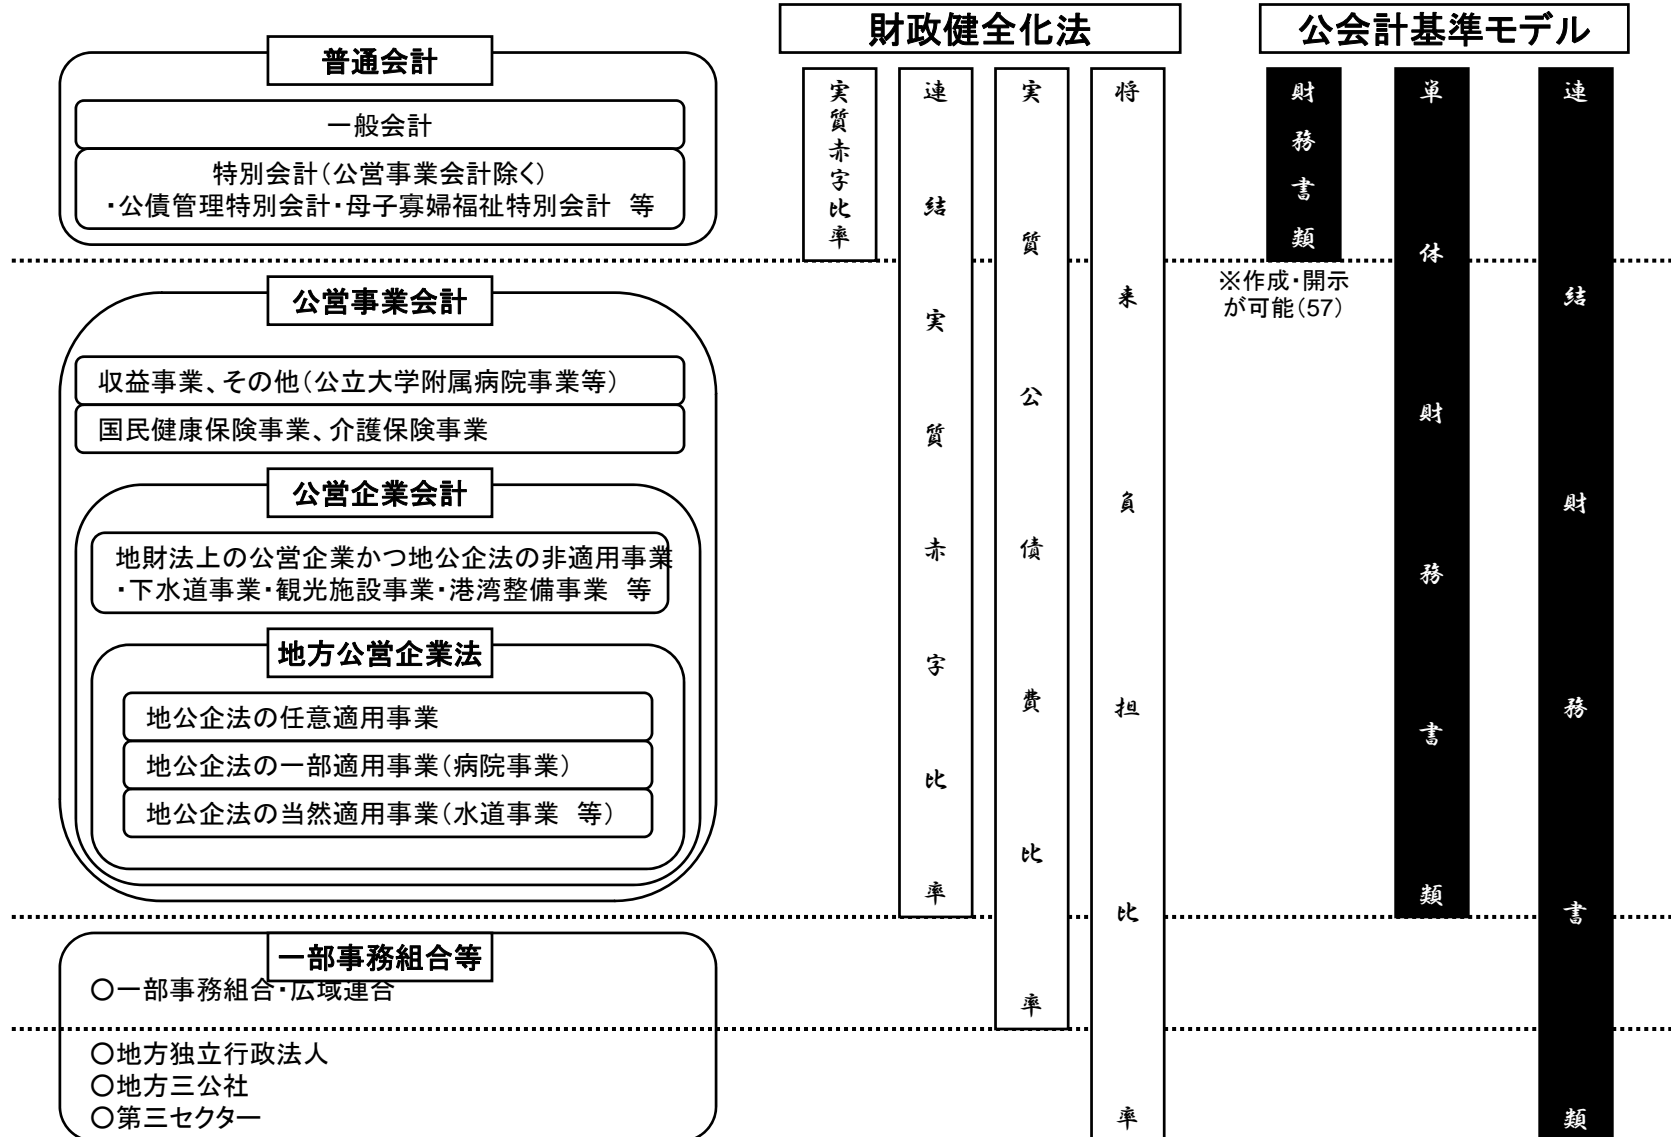 財政健全化法
公会計基準モデル
普通会計
一般会計
特別会計（公営事業会計除く）
・公債管理特別会計・母子寡婦福祉特別会計　等
公営事業会計
収益事業、その他（公立大学附属病院事業等）
国民健康保険事業、介護保険事業
公営企業会計
地財法上の公営企業かつ地公企法の非適用事業
・下水道事業・観光施設事業・港湾整備事業　等
地方公営企業法
地公企法の任意適用事業
地公企法の一部適用事業（病院事業）
地公企法の当然適用事業（水道事業　等）
一部事務組合等
〇一部事務組合・広域連合
〇地方独立行政法人
〇地方三公社
〇第三セクター
実質赤字比率
連結実質赤字比率
実質公債費比率
将来負担比率
財務書類
※作成・開示
が可能（57）
単体財務書類
連結財務書類